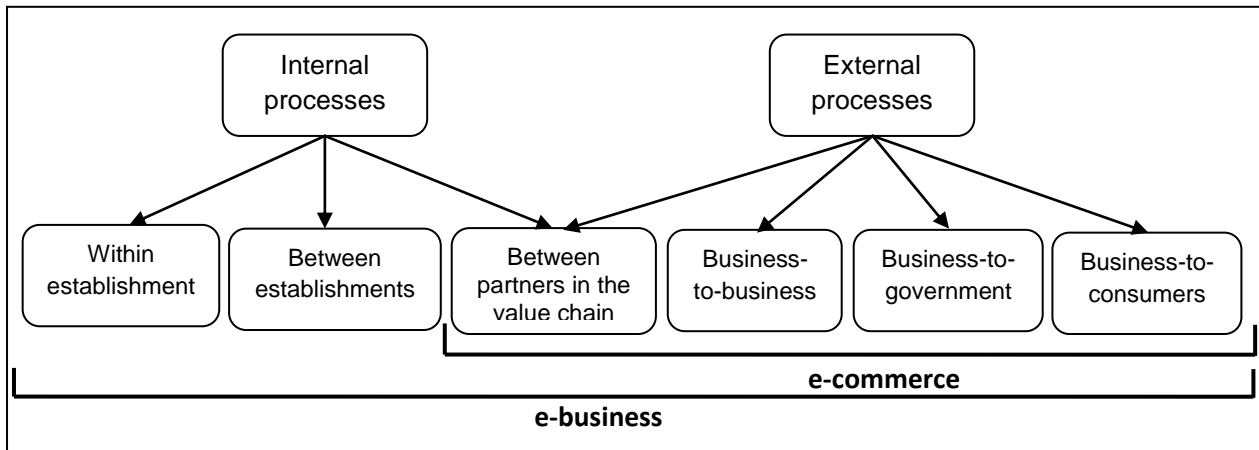 Internal
processes
External
processes
Within
establishment
Between
establishments
Between
partners in the
value chain
Business-
to-business
Business-to-
government
Business-to-
consumers
e-commerce
e-business